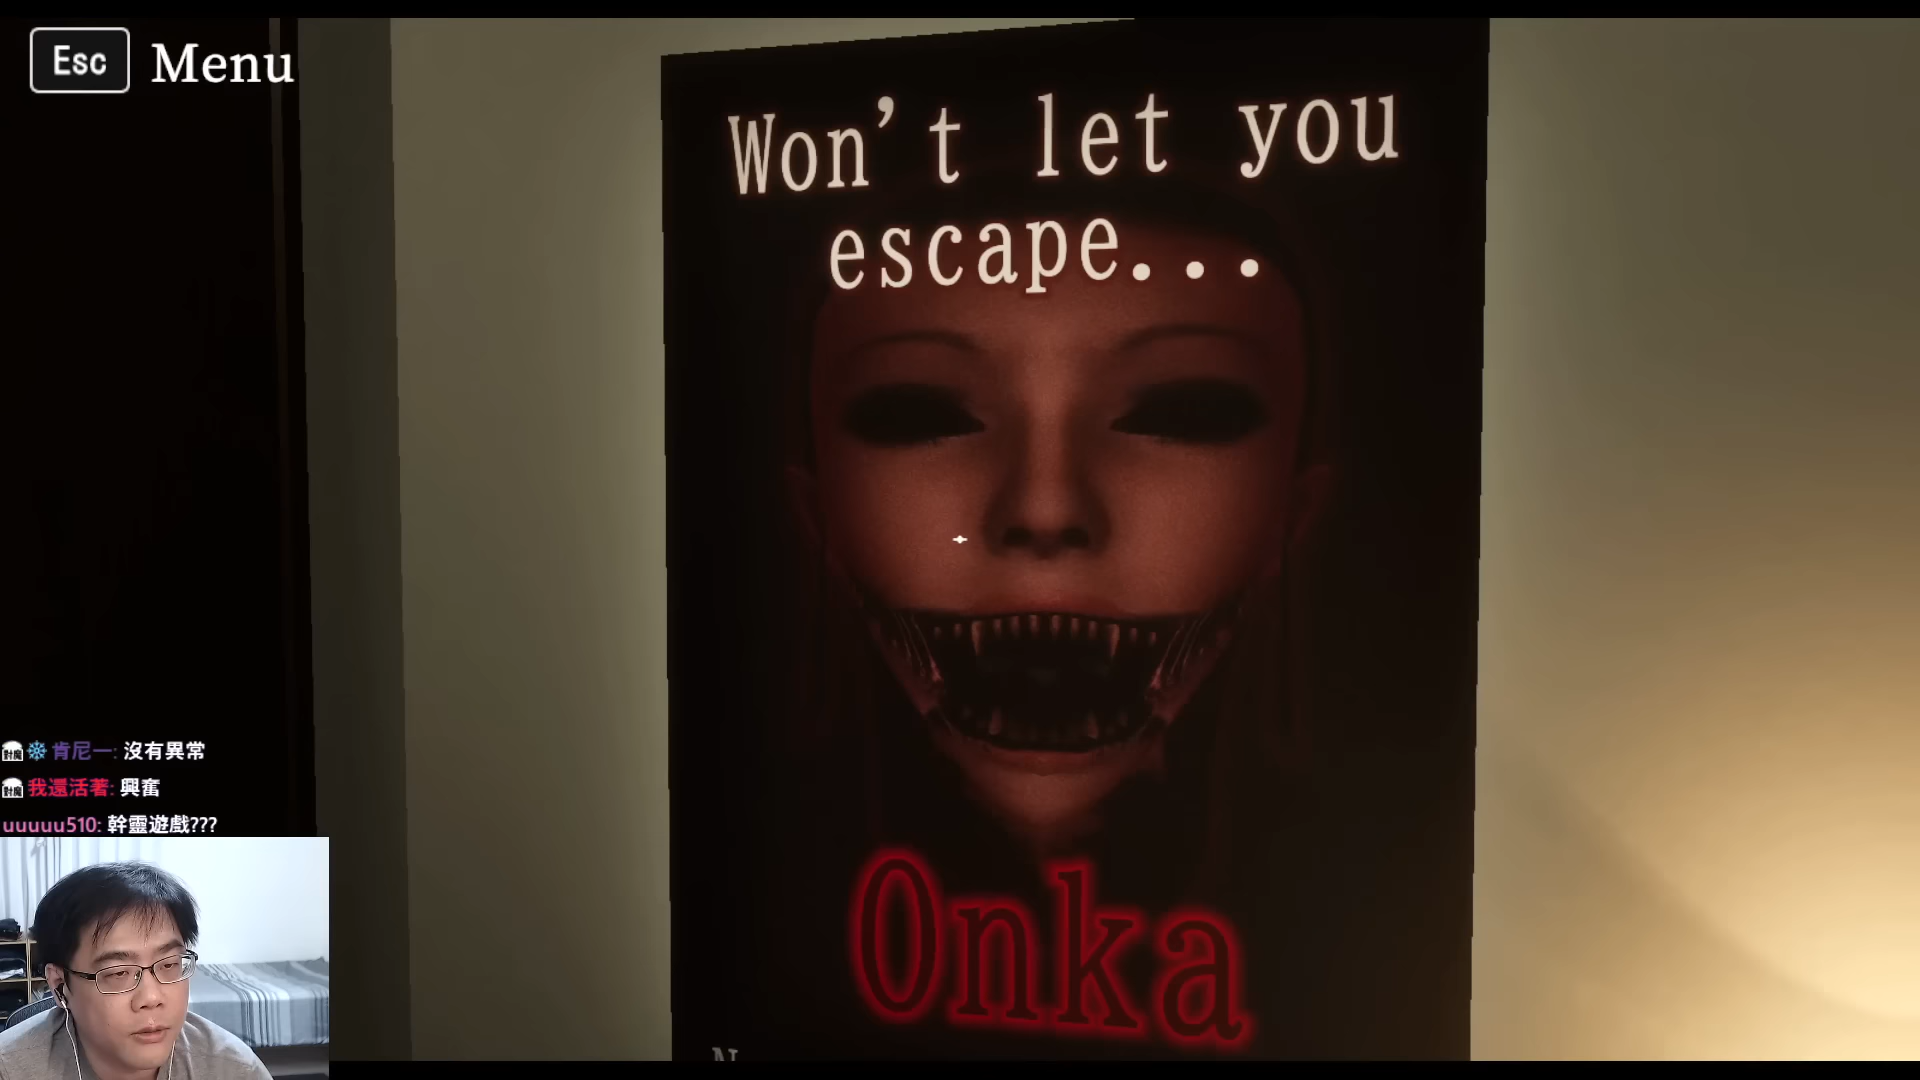 Esc Menu
Won't let you
escape...
Onka
N
肯尼一: 沒有異常
我還活著: 興奮
uuuuu510: 幹靈遊戲???